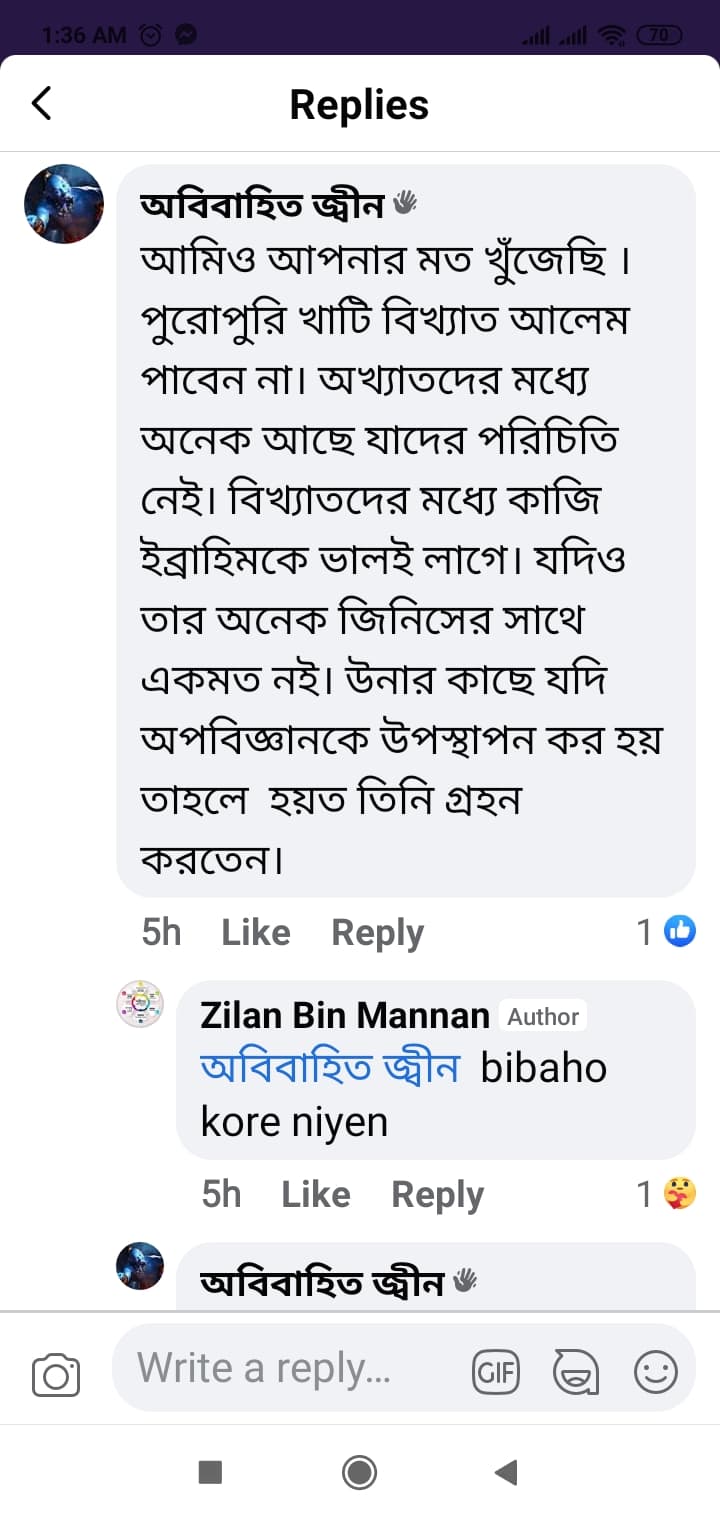 1:36 AM
70
Replies
অবিবাহিত জ্বীন
আমিও আপনার মত খুঁজেছি ।
পুরোপুরি খাটি বিখ্যাত আলেম
পাবেন না। অখ্যাতদের মধ্যে
অনেক আছে যাদের পরিচিতি
নেই। বিখ্যাতদের মধ্যে কাজি
ইব্রাহিমকে ভালই লাগে। যদিও
তার অনেক জিনিসের সাথে
একমত নই। উনার কাছে যদি
অপবিজ্ঞানকে উপস্থাপন কর হয়
তাহলে হয়ত তিনি গ্রহন
করতেন।
5h Like Reply 1
Zilan Bin Mannan Author
অবিবাহিত জ্বীন bibaho
kore niyen
5h Like Reply 1
অবিবাহিত জ্বীন
Write a reply... GIF